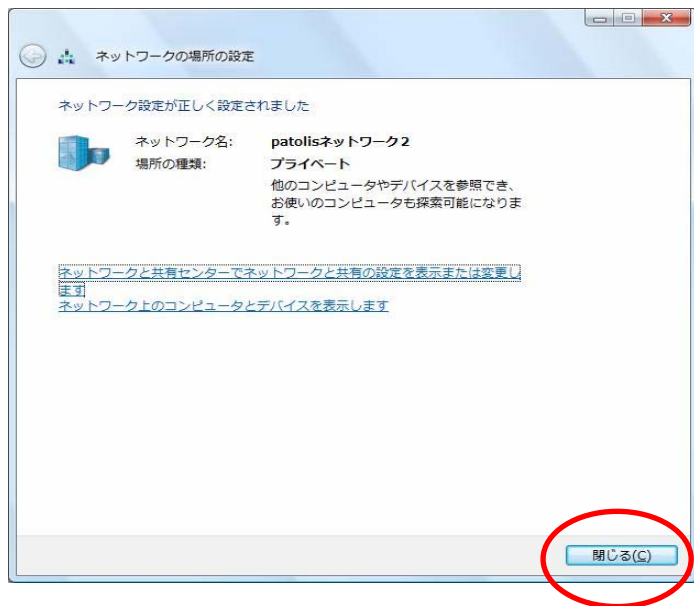 ネットワークの場所の設定
ネットワーク設定が正しく設定されました
ネットワーク名: patolisネットワーク2
場所の種類: プライベート
他のコンピュータやデバイスを参照でき、
お使いのコンピュータも探索可能になりま
す。
ネットワークと共有センターでネットワークと共有の設定を表示または変更し
ます
ネットワーク上のコンピュータとデバイスを表示します
閉じる(C)